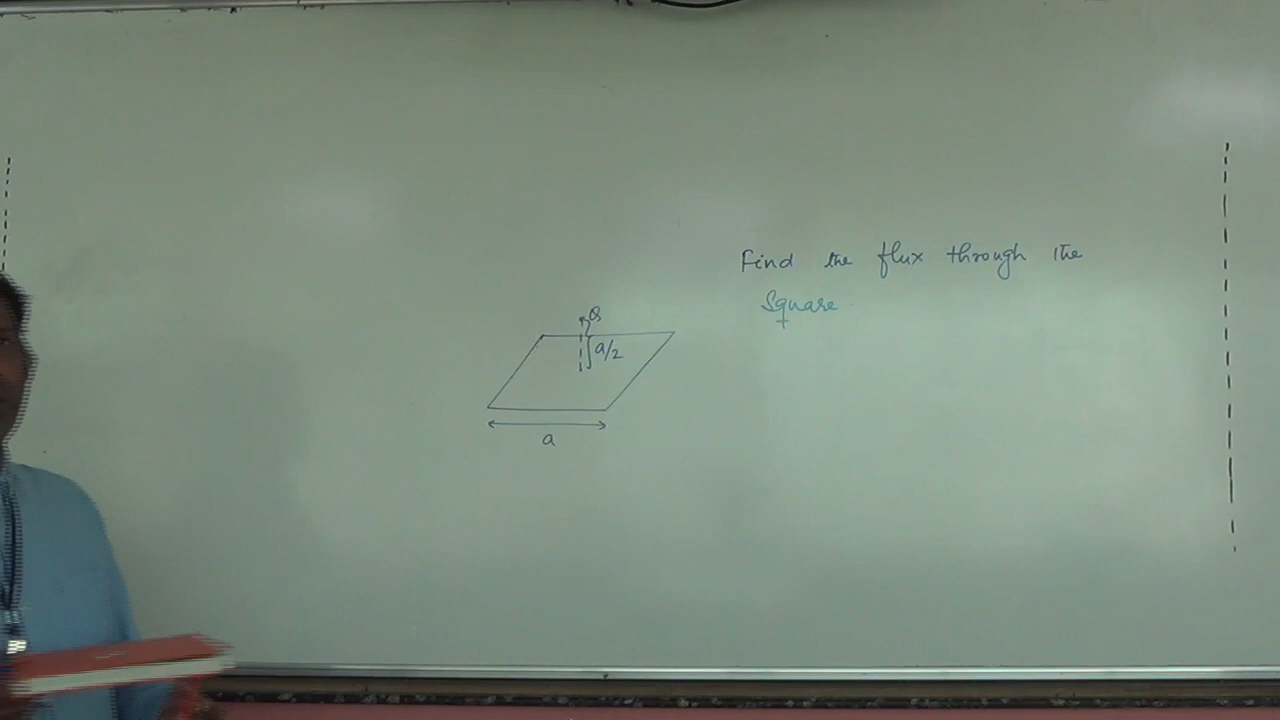 Find the flux through the
Square
Q
a/2
a